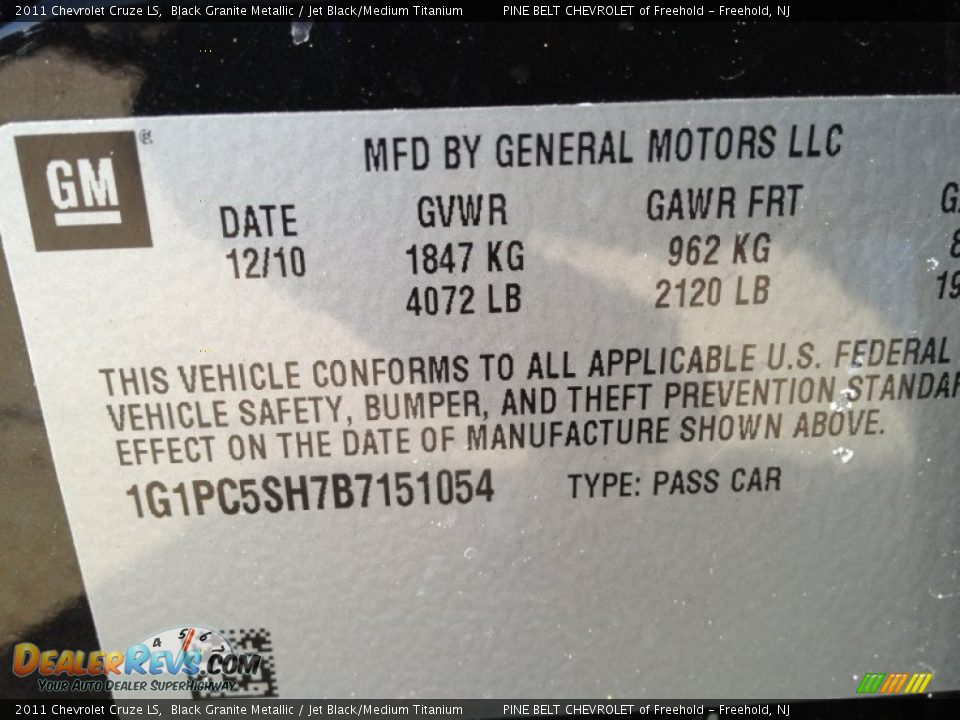 2011 Chevrolet Cruze LS,  Black Granite Metallic / Jet Black/Medium Titanium PINE BELT CHEVROLET of Freehold – Freehold, NJ
GM ®
MFD BY GENERAL MOTORS LLC
DATE GVWR GAWR FRT
12/10 1847 KG 962 KG
4072 LB 2120 LB
THIS VEHICLE CONFORMS TO ALL APPLICABLE U.S. FEDERAL
VEHICLE SAFETY, BUMPER, AND THEFT PREVENTION STANDAR
EFFECT ON THE DATE OF MANUFACTURE SHOWN ABOVE.
1G1PC5SH7B7151054 TYPE: PASS CAR
4 5 6
DEALERREVS.COM
YOUR AUTO DEALER SUPERHIGHWAY
2011 Chevrolet Cruze LS,  Black Granite Metallic / Jet Black/Medium Titanium PINE BELT CHEVROLET of Freehold – Freehold, NJ